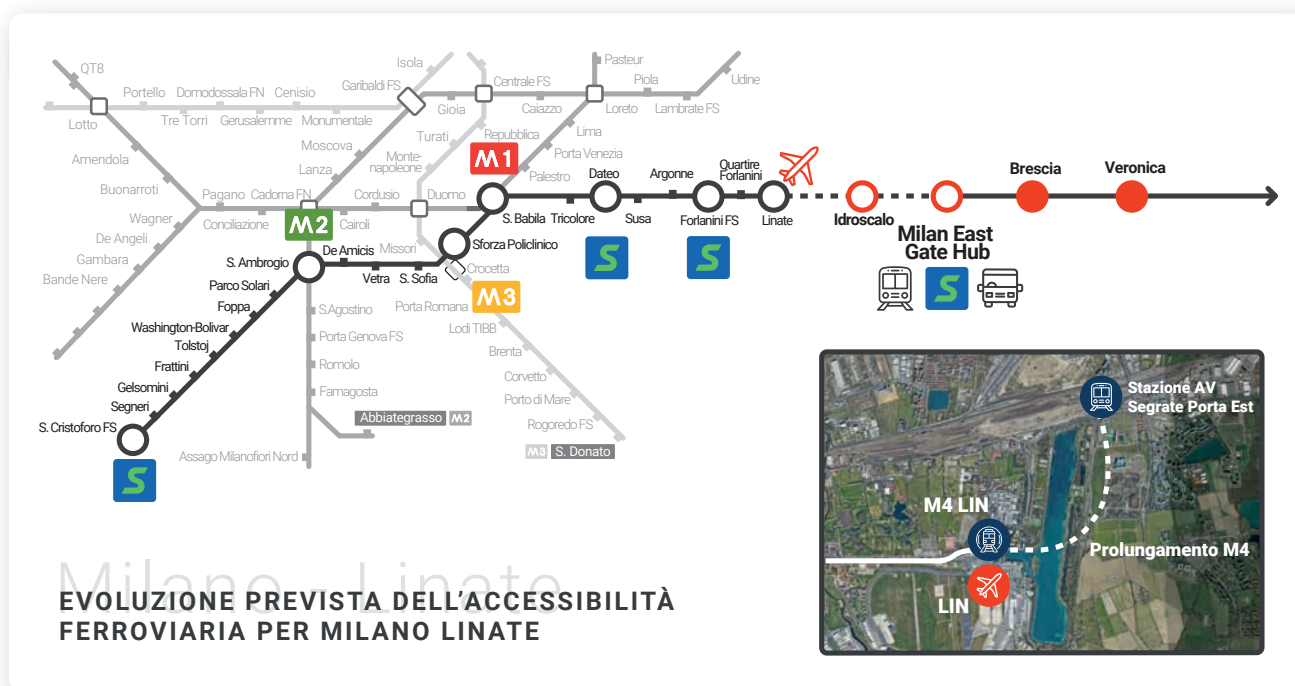 QT8
Portello
Domodossala FN
Cenisio
Garibaldi FS
Isola
Centrale FS
Pasteur
Piola
Udine
Lotto
Tre Torri
Gerusalemme
Monumentale
Gioia
Caiazzo
Loreto
Lambrate FS
Amendola
Moscova
Turati
Repubblica
Lima
Buonarroti
Lanza
Monte-
napoleone
M1
Porta Venezia
Palestro
Pagano
Cadorna FN
Cordusio
Duomo
Conciliazione
M2
Cairoli
Missori
Wagner
De Angeli
Gambara
Bande Nere
S. Babila
Tricolore
Dateo
Susa
Argonne
Forlanini FS
Quartire
Forlanini
Linate
Idroscalo
Milan East
Gate Hub
Brescia
Veronica
S
S
S
S. Ambrogio
De Amicis
Vetra
S. Sofia
Sforza Policlinico
Crocetta
M3
Parco Solari
Foppa
Washington-Bolivar
Tolstoj
Frattini
Gelsomini
Segneri
S. Cristoforo FS
S
S.Agostino
Porta Genova FS
Romolo
Famagosta
Abbiategrasso M2
Assago Milanofiori Nord
Porta Romana
Lodi TIBB
Brenta
Corvetto
Porto di Mare
Rogoredo FS
M3 S. Donato
Stazione AV
Segrate Porta Est
M4 LIN
Prolungamento M4
LIN
Milano - Linate
EVOLUZIONE PREVISTA DELL'ACCESSIBILITÀ
FERROVIARIA PER MILANO LINATE